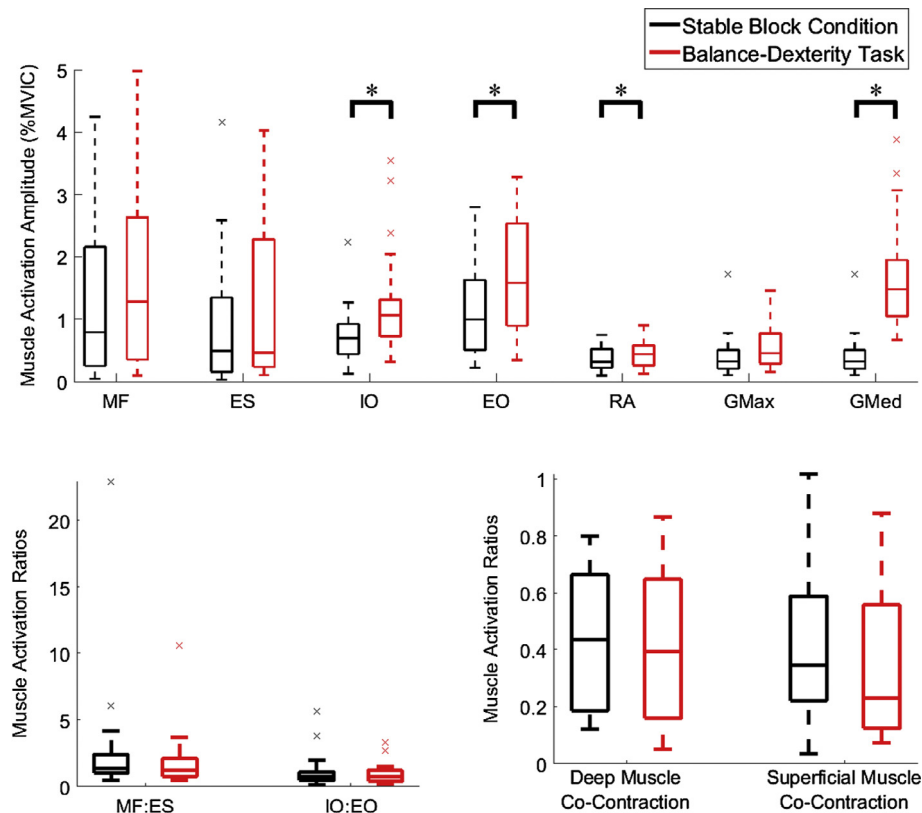 Stable Block Condition
Balance-Dexterity Task
Muscle Activation Amplitude (%MVIC)
5
4
3
2
1
0
* * * *
MF ES IO EO RA GMax GMed
Muscle Activation Ratios
20
15
10
5
0
MF:ES IO:EO
Muscle Activation Ratios
1
0.8
0.6
0.4
0.2
0
Deep Muscle Superficial Muscle
Co-Contraction Co-Contraction